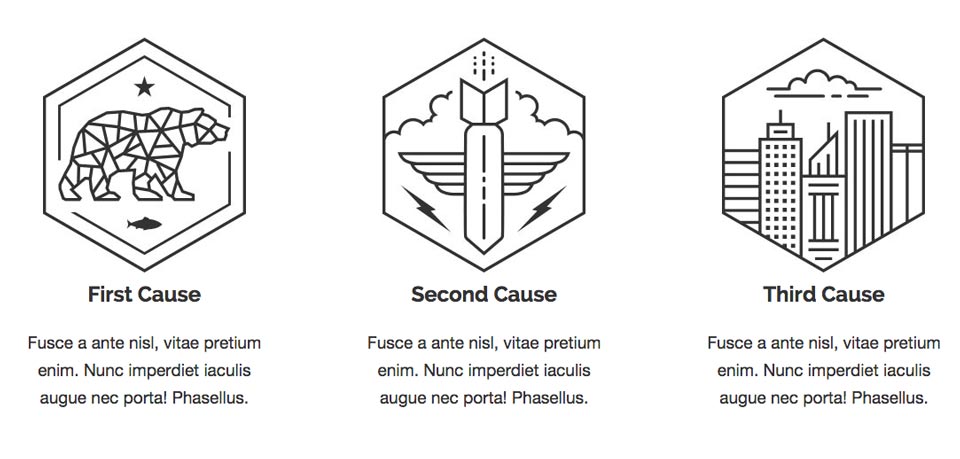 First Cause
Fusce a ante nisl, vitae pretium
enim. Nunc imperdiet iaculis
augue nec porta! Phasellus.
Second Cause
Fusce a ante nisl, vitae pretium
enim. Nunc imperdiet iaculis
augue nec porta! Phasellus.
Third Cause
Fusce a ante nisl, vitae pretium
enim. Nunc imperdiet iaculis
augue nec porta! Phasellus.